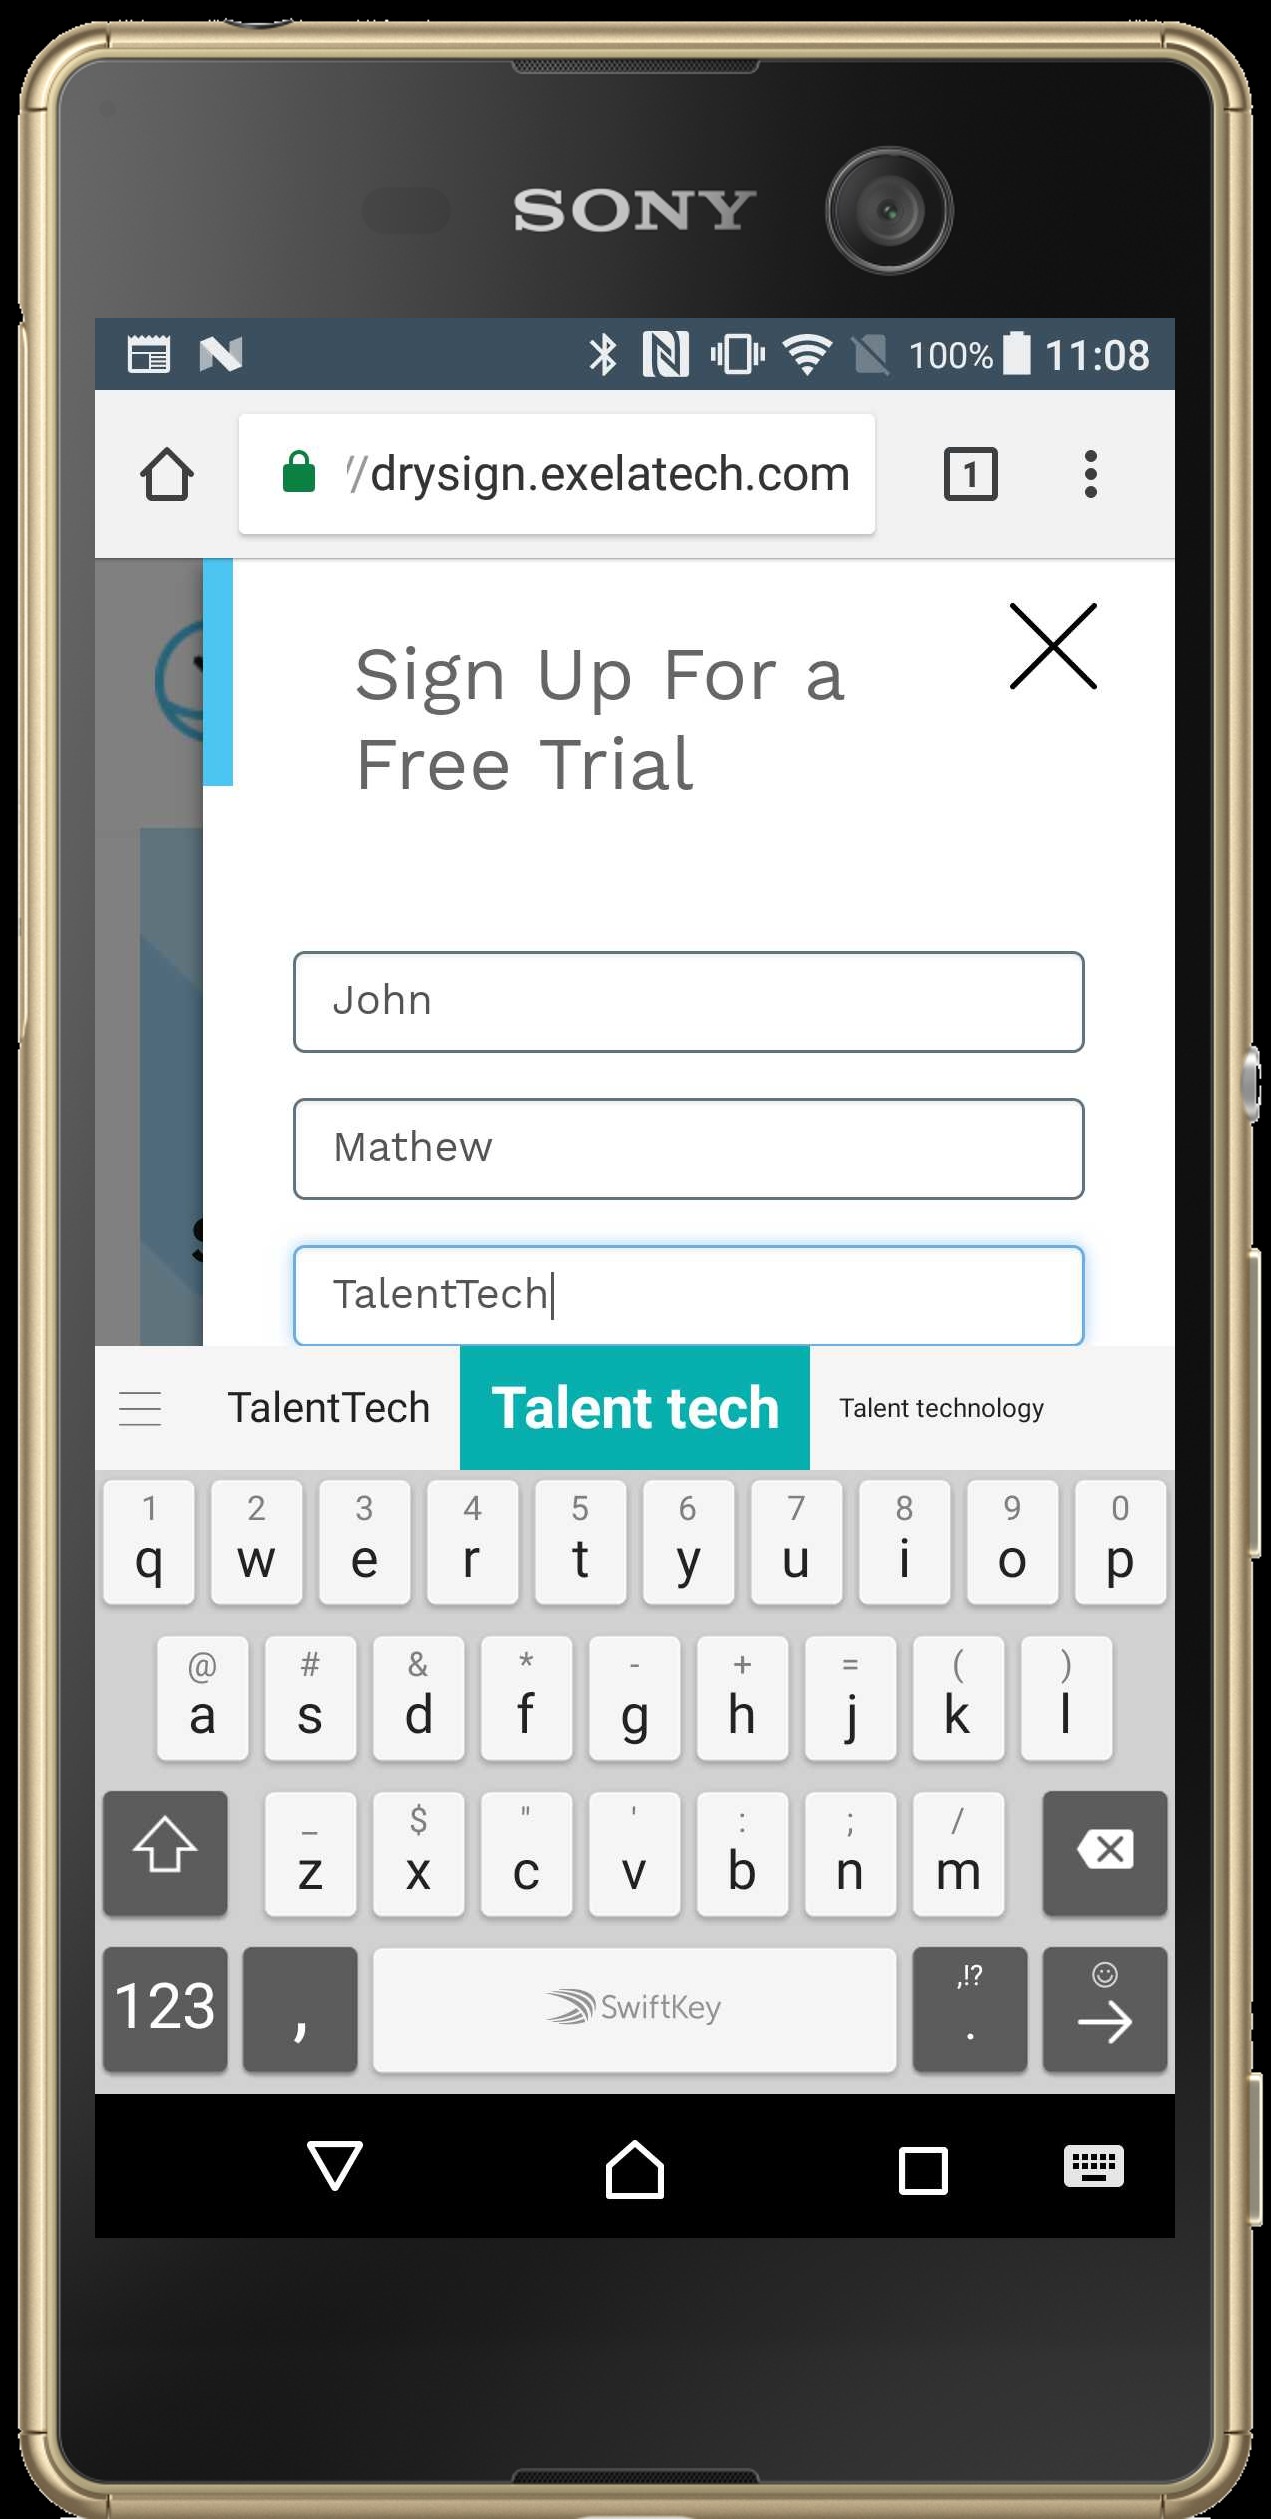 SONY
100% 11:08
//drysign.exelatech.com
1
Sign Up For a
Free Trial
John
Mathew
TalentTech
TalentTech Talent tech Talent technology
1 2 3 4 5 6 7 8 9 0
q w e r t y u i o p
@ # & * - + = ( )
a s d f g h j k l
_ $ " ' : ; /
z x c v b n m
,!?
123 , SwiftKey .